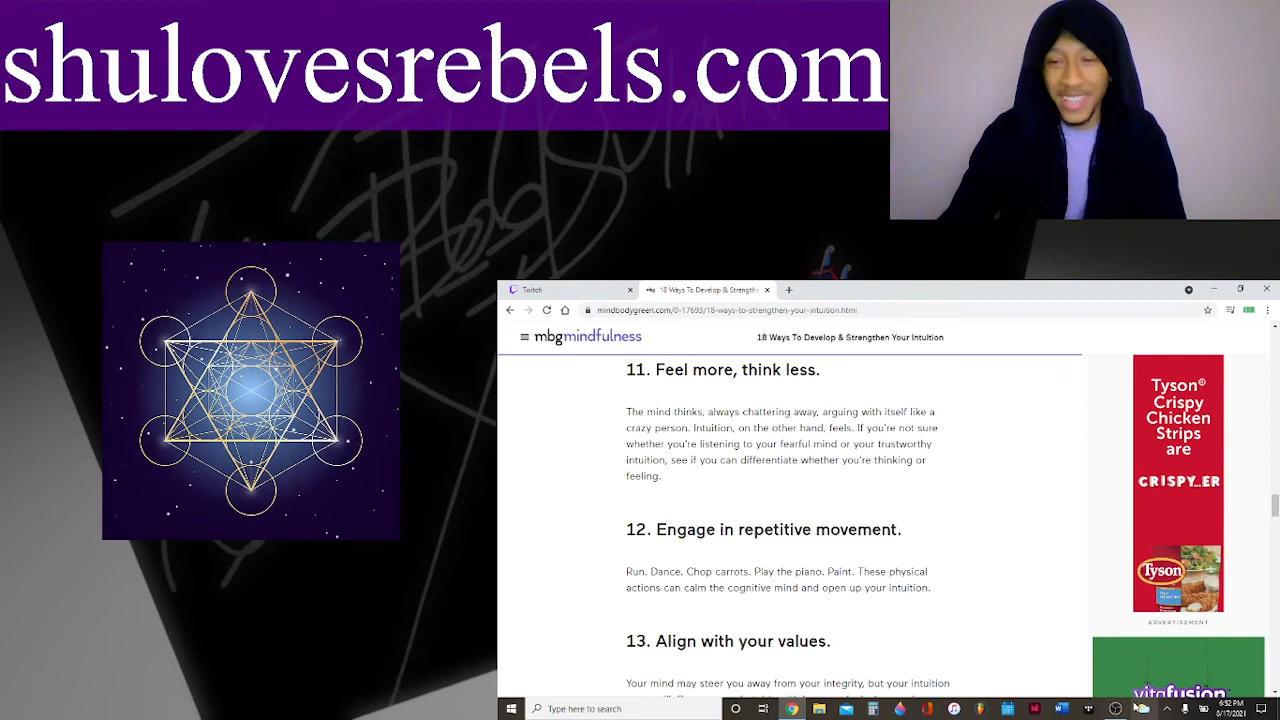 shulovesrebels.com
Twitch
18 Ways To Develop & Strengthe
mindbodygreen.com/0-17693/18-ways-to-strengthen-your-intuition.html
mbgmindfulness
18 Ways To Develop & Strengthen Your Intuition
11. Feel more, think less.
The mind thinks, always chattering away, arguing with itself like a
crazy person. Intuition, on the other hand, feels. If you're not sure
whether you're listening to your fearful mind or your trustworthy
intuition, see if you can differentiate whether you're thinking or
feeling.
12. Engage in repetitive movement.
Run. Dance. Chop carrots. Play the piano. Paint. These physical
actions can calm the cognitive mind and open up your intuition.
13. Align with your values.
Your mind may steer you away from your integrity, but your intuition
Tyson®
Crispy
Chicken
Strips
are
CRISPY...ER
Tyson
ADVERTISEMENT
vitafusion
Type here to search
6:52 PM
8/17/2021